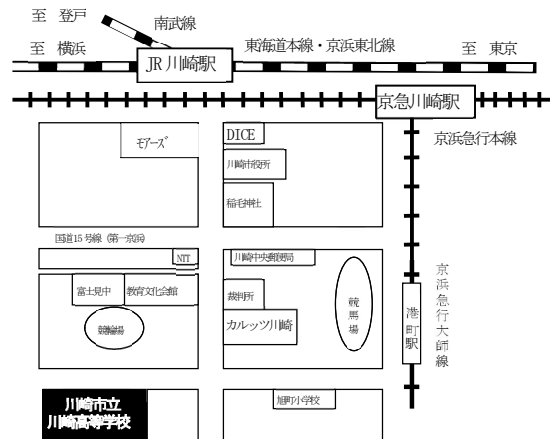 至 登戸
南武線
至 横浜
JR川崎駅
東海道本線・京浜東北線
至 東京
京急川崎駅
京浜急行本線
モアーズ
DICE
川崎市役所
稲毛神社
国道15号線（第一京浜）
NTT
川崎中央郵便局
富士見中
教育文化会館
裁判所
競輪場
カルッツ川崎
競馬場
港町駅
京浜急行大師線
川崎市立
川崎高等学校
旭町小学校